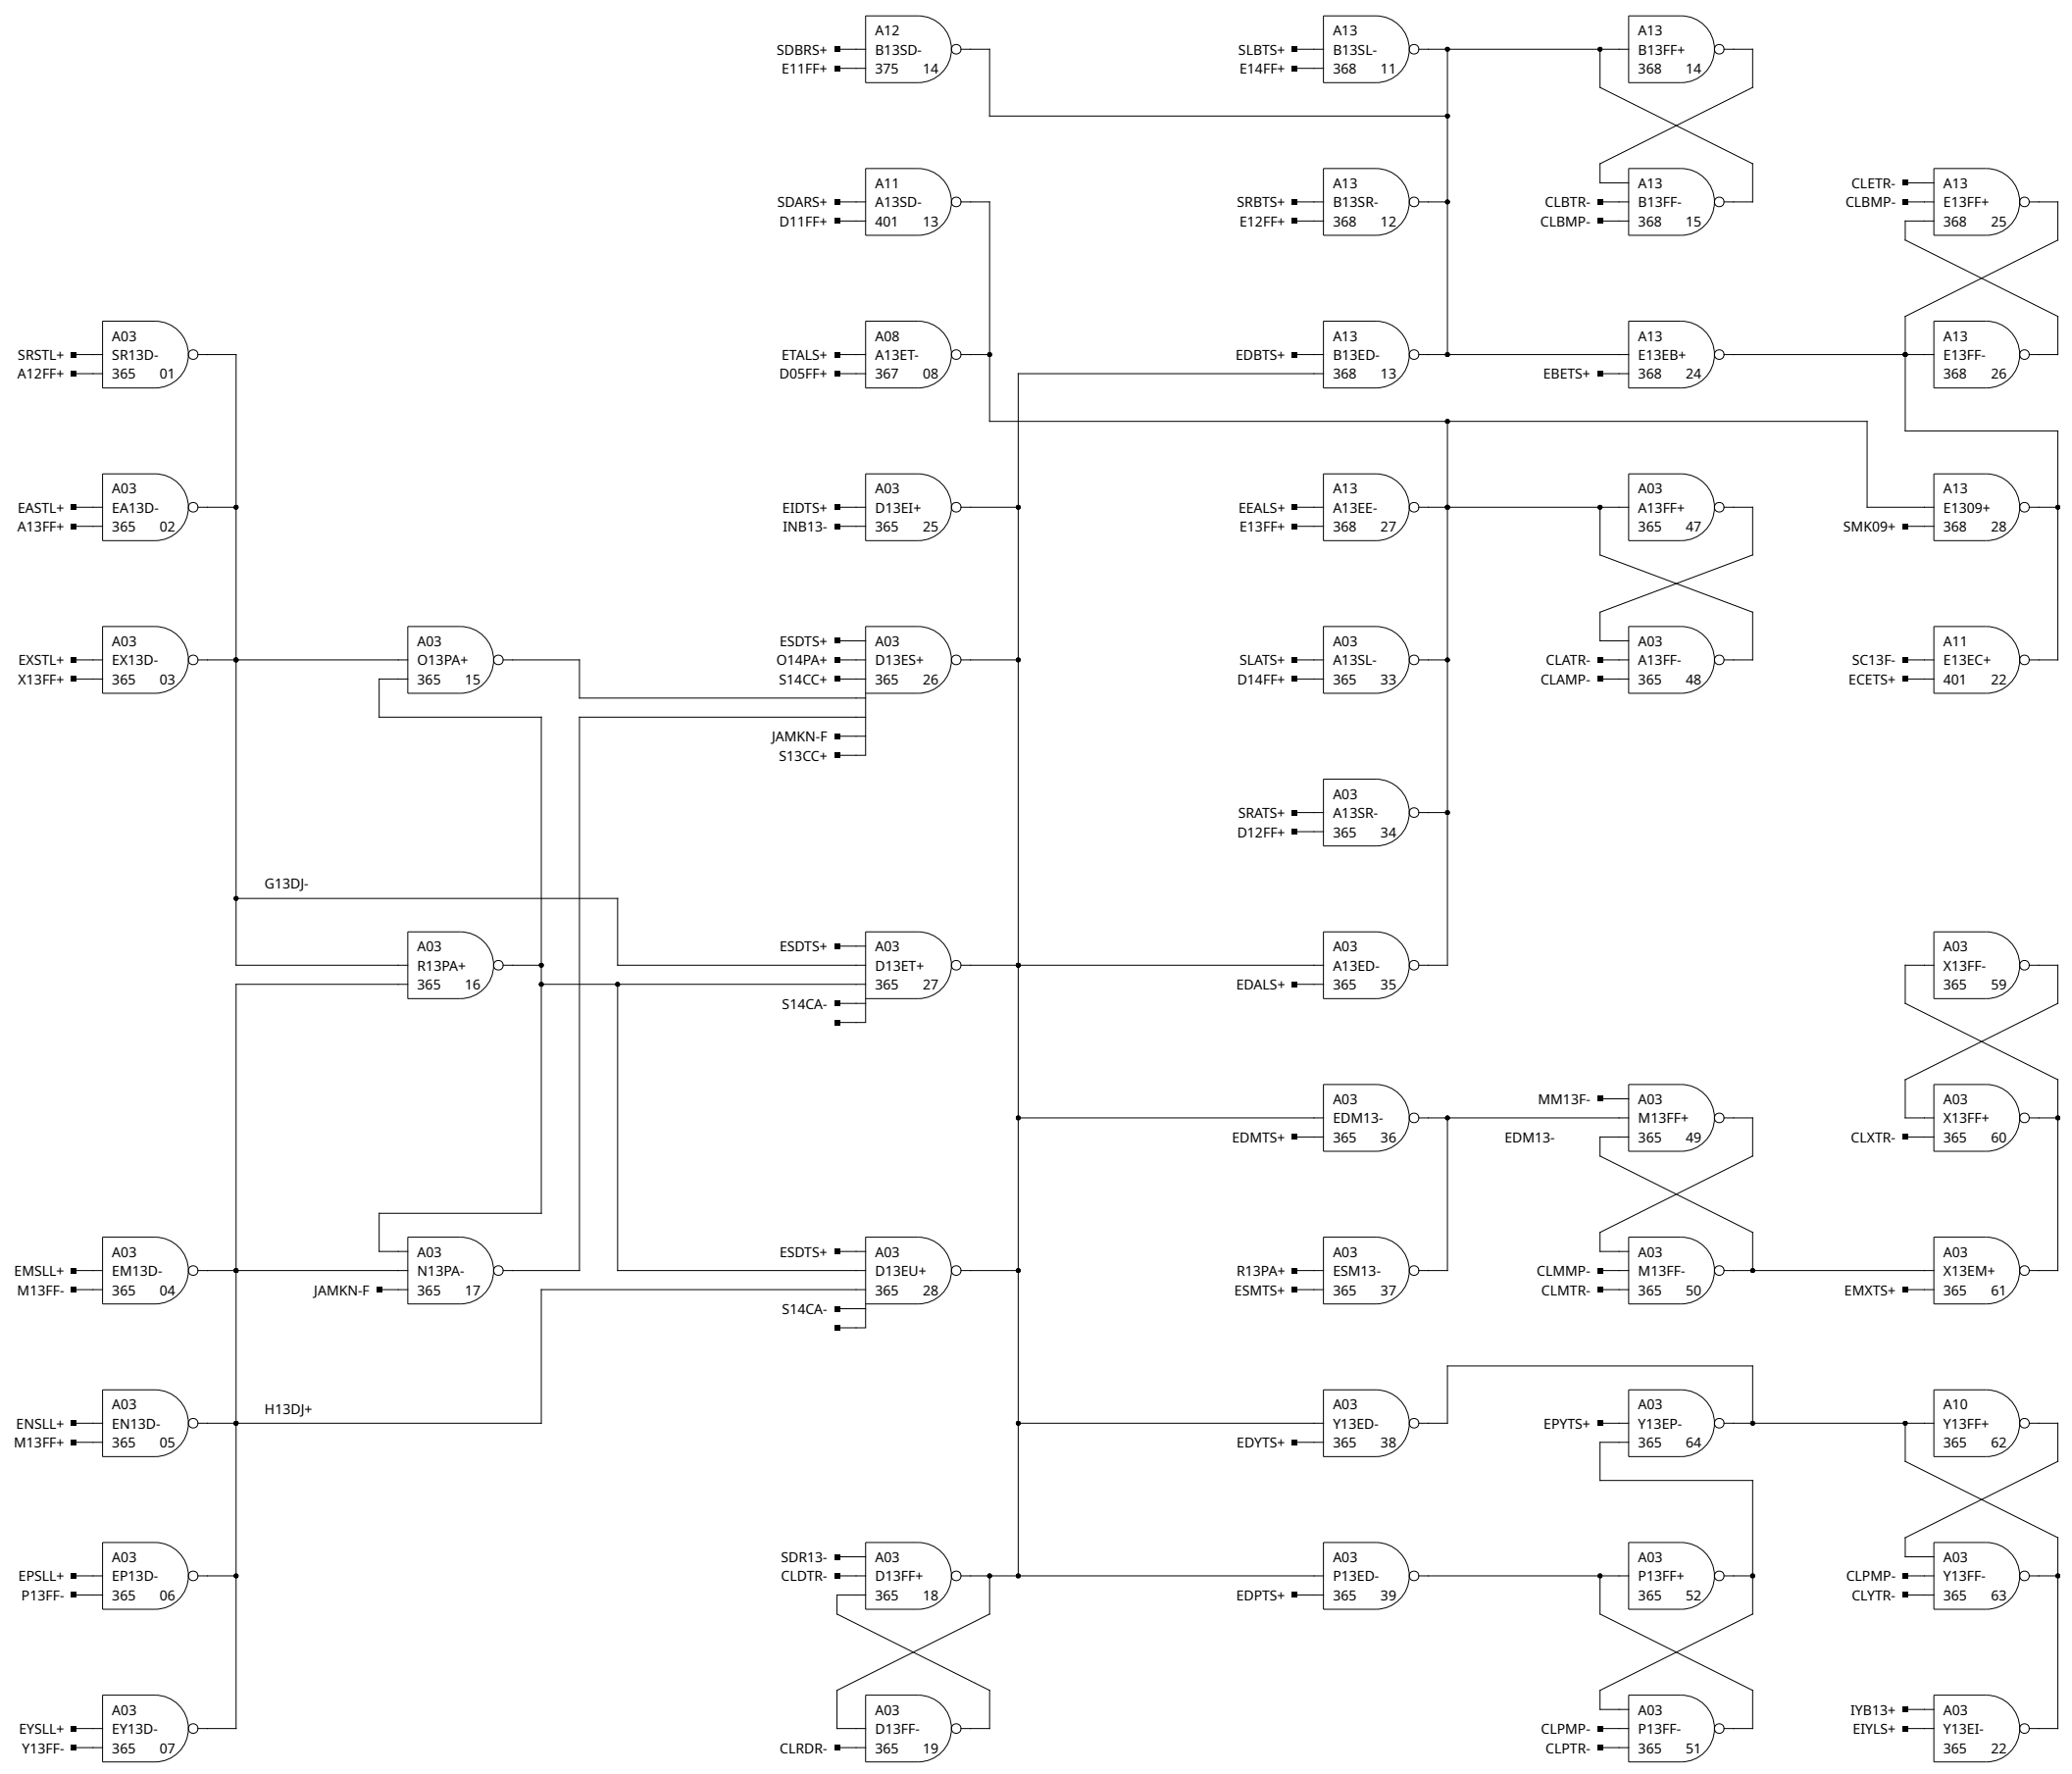 A12
SDBRS+ B13SD-
E11FF+ 375 14
A13
SLBTS+ B13SL-
E14FF+ 368 11
A13
B13FF+
368 14
A11
SDARS+ A13SD-
D11FF+ 401 13
A13
SRBTS+ B13SR-
E12FF+ 368 12
A13
CLBTR- B13FF-
CLBMP- 368 15
CLETR- A13
CLBMP- E13FF+
368 25
A03
SRSTL+ SR13D-
A12FF+ 365 01
A08
ETALS+ A13ET-
D05FF+ 367 08
A13
EDBTS+ B13ED-
368 13
A13
E13EB+
EBETS+ 368 24
A13
E13FF-
368 26
A03
EASTL+ EA13D-
A13FF+ 365 02
A03
EIDTS+ D13EI+
INB13- 365 25
A13
EEALS+ A13EE-
E13FF+ 368 27
A03
A13FF+
365 47
A13
E1309+
SMK09+ 368 28
A03
EXSTL+ EX13D-
X13FF+ 365 03
A03
O13PA+
365 15
ESDTS+ A03
O14PA+ D13ES+
S14CC+ 365 26
JAMKN-F
S13CC+
A03
SLATS+ A13SL-
D14FF+ 365 33
A03
CLATR- A13FF-
CLAMP- 365 48
A11
SC13F- E13EC+
ECETS+ 401 22
A03
SRATS+ A13SR-
D12FF+ 365 34
G13DJ-
A03
R13PA+
365 16
ESDTS+ A03
D13ET+
365 27
S14CA-
A03
A13ED-
EDALS+ 365 35
A03
X13FF-
365 59
A03
EDM13-
EDMTS+ 365 36
EDM13-
MM13F- A03
M13FF+
365 49
A03
X13FF+
CLXTR- 365 60
A03
EMSLL+ EM13D-
M13FF- 365 04
A03
N13PA-
JAMKN-F 365 17
ESDTS+ A03
D13EU+
365 28
S14CA-
A03
R13PA+ ESM13-
ESMTS+ 365 37
A03
CLMMP- M13FF-
CLMTR- 365 50
A03
X13EM+
EMXTS+ 365 61
A03
ENSLL+ EN13D-
M13FF+ 365 05
H13DJ+
A03
Y13ED-
EDYTS+ 365 38
A03
EPYTS+ Y13EP-
365 64
A10
Y13FF+
365 62
A03
EPSLL+ EP13D-
P13FF- 365 06
SDR13- A03
CLDTR- D13FF+
365 18
A03
P13ED-
EDPTS+ 365 39
A03
P13FF+
365 52
A03
CLPMP- Y13FF-
CLYTR- 365 63
A03
EYSLL+ EY13D-
Y13FF- 365 07
A03
D13FF-
CLRDR- 365 19
A03
CLPMP- P13FF-
CLPTR- 365 51
IYB13+ A03
EIYLS+ Y13EI-
365 22